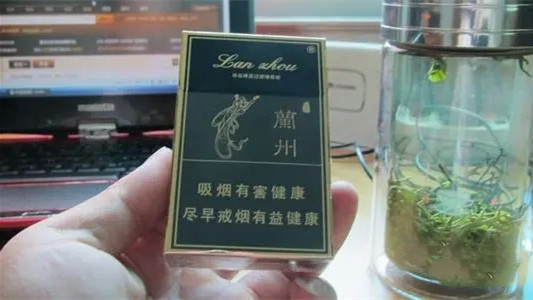 Lan zhou
®
蘭
州
吸烟有害健康
尽早戒烟有益健康